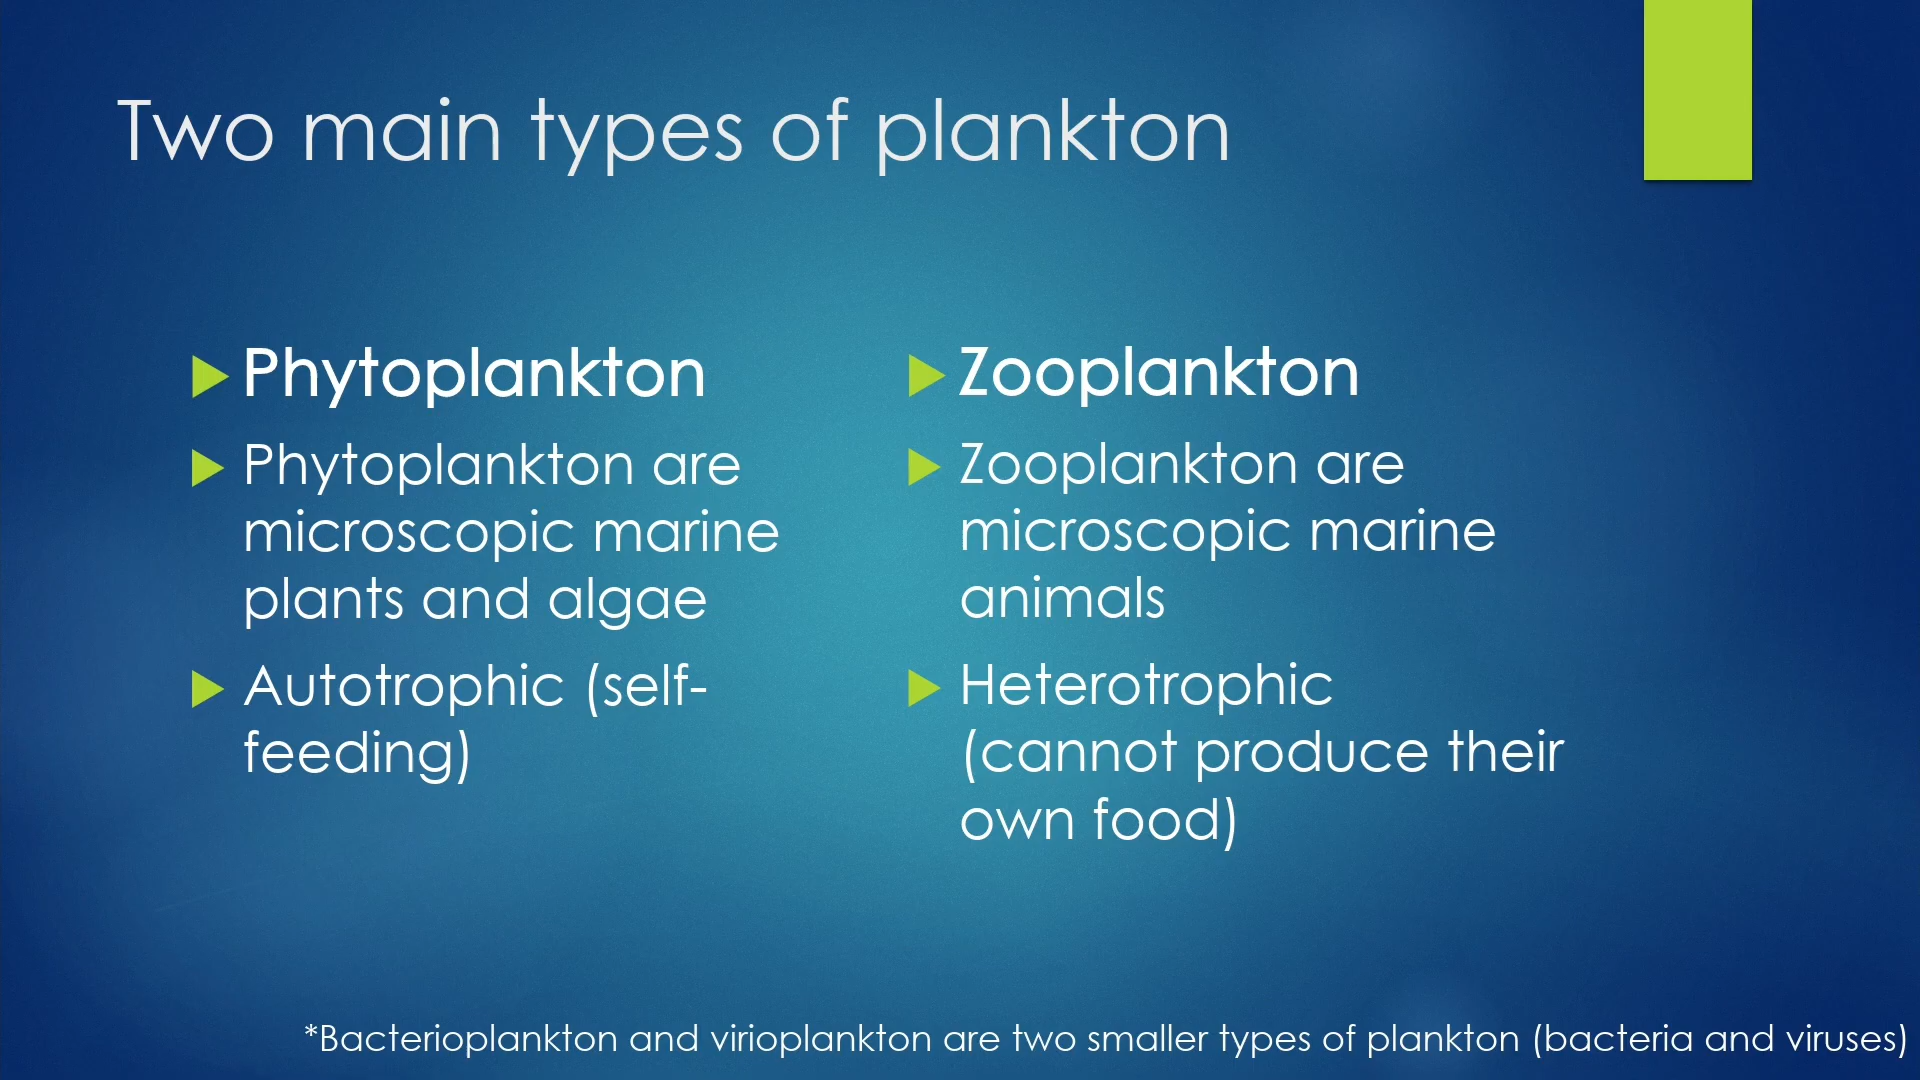 Two main types of plankton
Phytoplankton
Phytoplankton are
microscopic marine
plants and algae
Autotrophic (self-
feeding)
Zooplankton
Zooplankton are
microscopic marine
animals
Heterotrophic
(cannot produce their
own food)
*Bacterioplankton and virioplankton are two smaller types of plankton (bacteria and viruses)